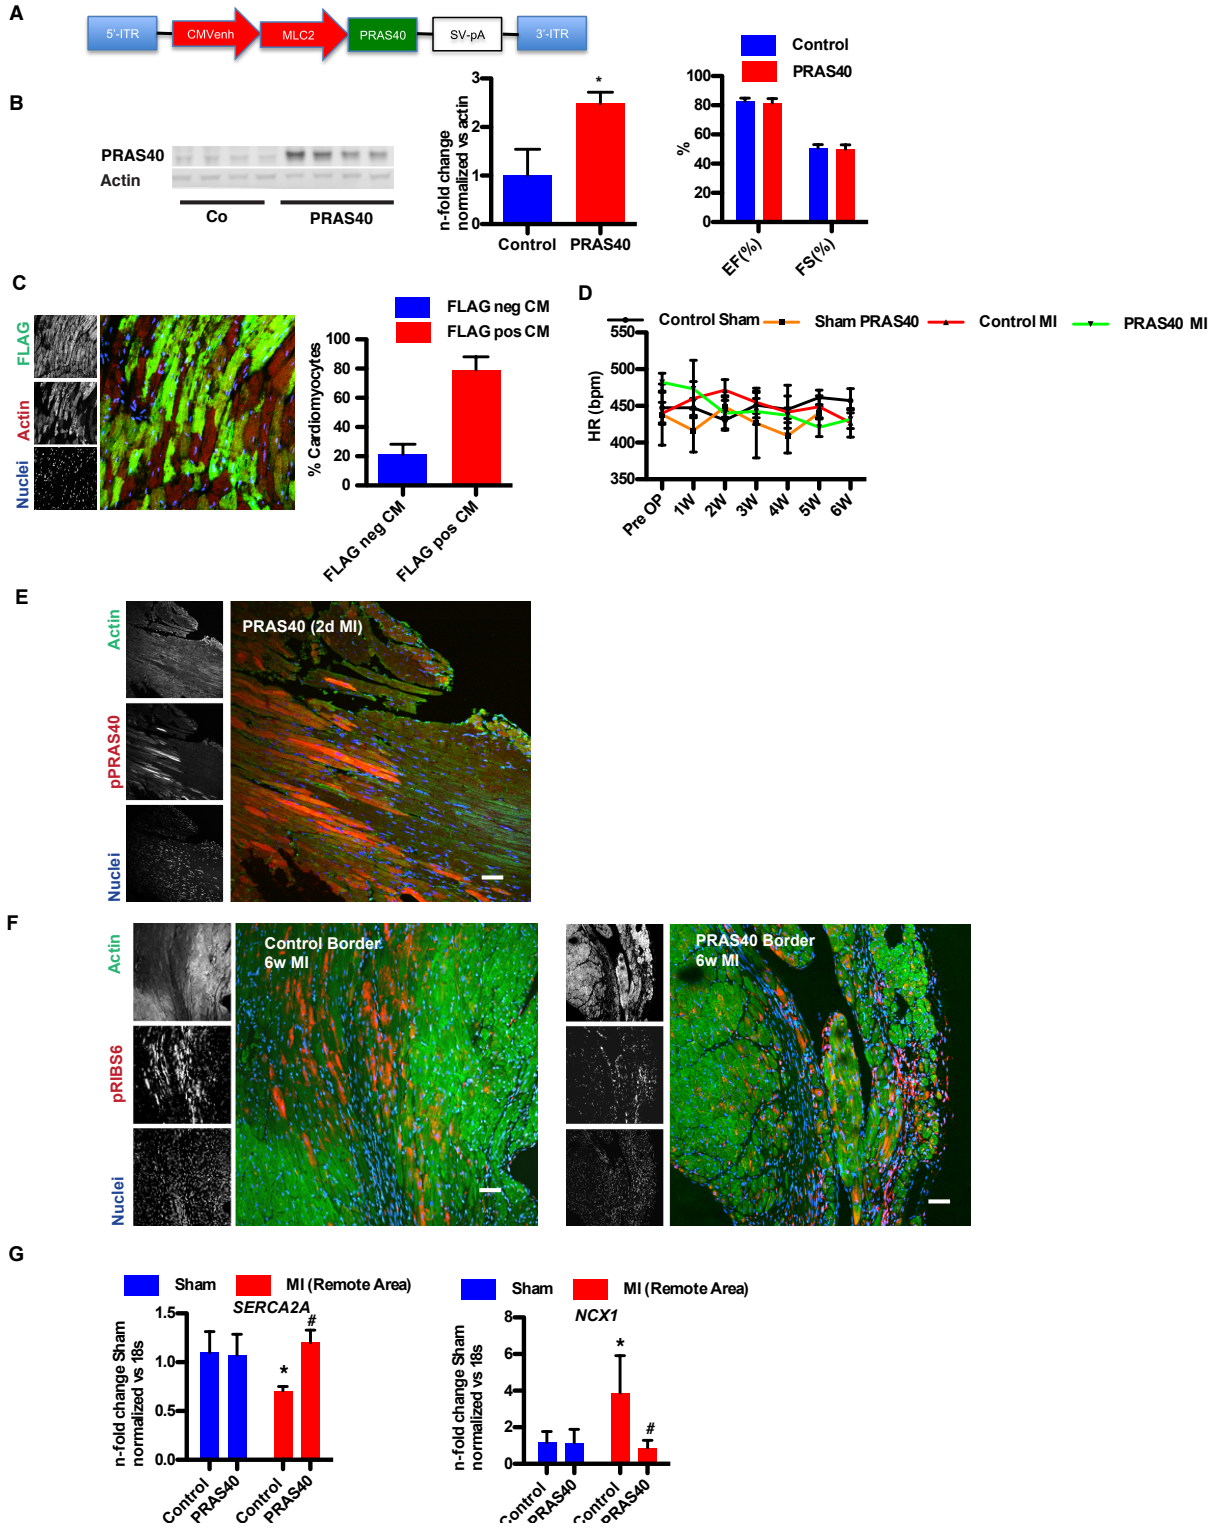 A
5'-ITR
CMVenh
MLC2
PRAS40
SV-pA
3'-ITR
B
PRAS40
Actin
Co
PRAS40
n-fold change
normalized vs actin
3
2
1
0
*
Control
PRAS40
Control
PRAS40
%
100
80
60
40
20
0
EF(%)
FS(%)
C
FLAG
Actin
Nuclei
FLAG neg CM
FLAG pos CM
% Cardiomyocytes
100
80
60
40
20
0
FLAG neg CM
FLAG pos CM
D
Control Sham
Sham PRAS40
Control MI
PRAS40 MI
HR (bpm)
550
500
450
400
350
Pre OP
1W
2W
3W
4W
5W
6W
E
Actin
pPRAS40
Nuclei
PRAS40 (2d MI)
F
Actin
pRIBS6
Nuclei
Control Border
6w MI
PRAS40 Border
6w MI
G
Sham
MI (Remote Area)
SERCA2A
n-fold change Sham
normalized vs 18s
1.5
1.0
0.5
0.0
*
#
Control
PRAS40
Control
PRAS40
Sham
MI (Remote Area)
NCX1
n-fold change Sham
normalized vs 18s
8
6
4
2
0
*
#
Control
PRAS40
Control
PRAS40